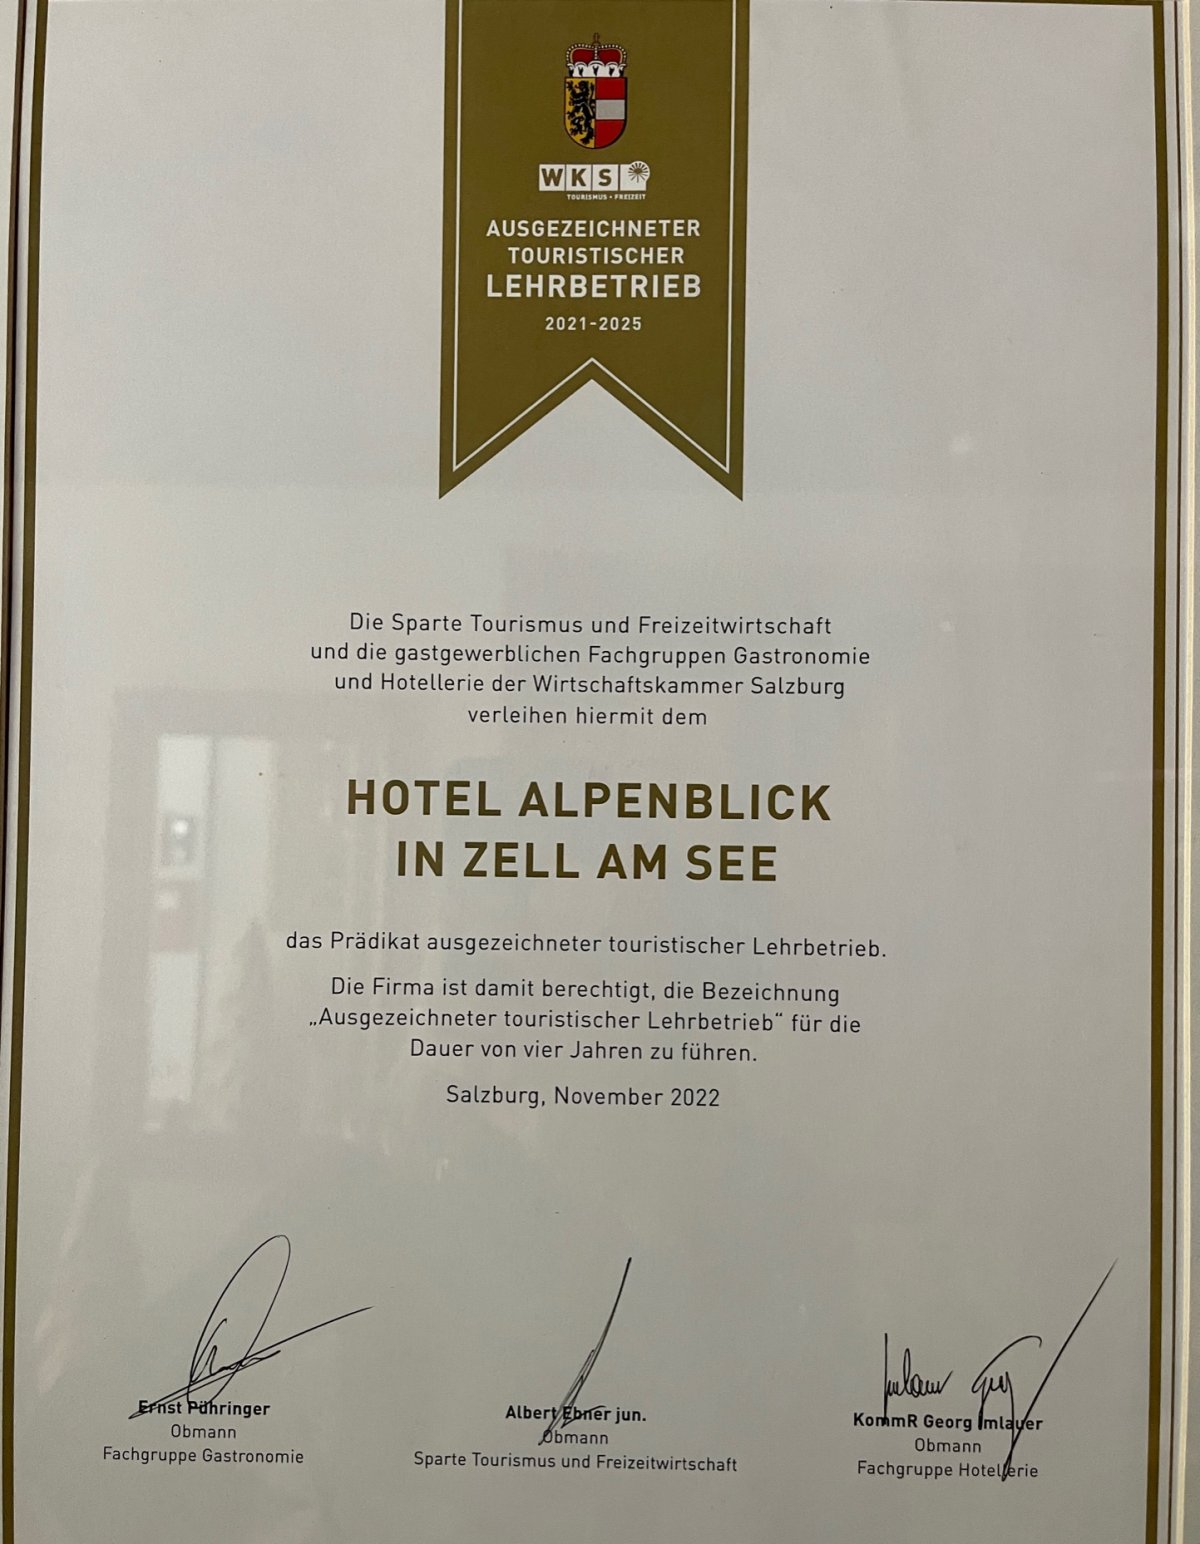 WKS
TOURISMUS • FREIZEIT
AUSGEZEICHNETER
TOURISTISCHER
LEHRBETRIEB
2021-2025
Die Sparte Tourismus und Freizeitwirtschaft
und die gastgewerblichen Fachgruppen Gastronomie
und Hotellerie der Wirtschaftskammer Salzburg
verleihen hiermit dem
HOTEL ALPENBLICK
IN ZELL AM SEE
das Prädikat ausgezeichneter touristischer Lehrbetrieb.
Die Firma ist damit berechtigt, die Bezeichnung
„Ausgezeichneter touristischer Lehrbetrieb“ für die
Dauer von vier Jahren zu führen.
Salzburg, November 2022
Ernst Pühringer
Obmann
Fachgruppe Gastronomie
Albert Ebner jun.
Obmann
Sparte Tourismus und Freizeitwirtschaft
KommR Georg Imlauer
Obmann
Fachgruppe Hotellerie